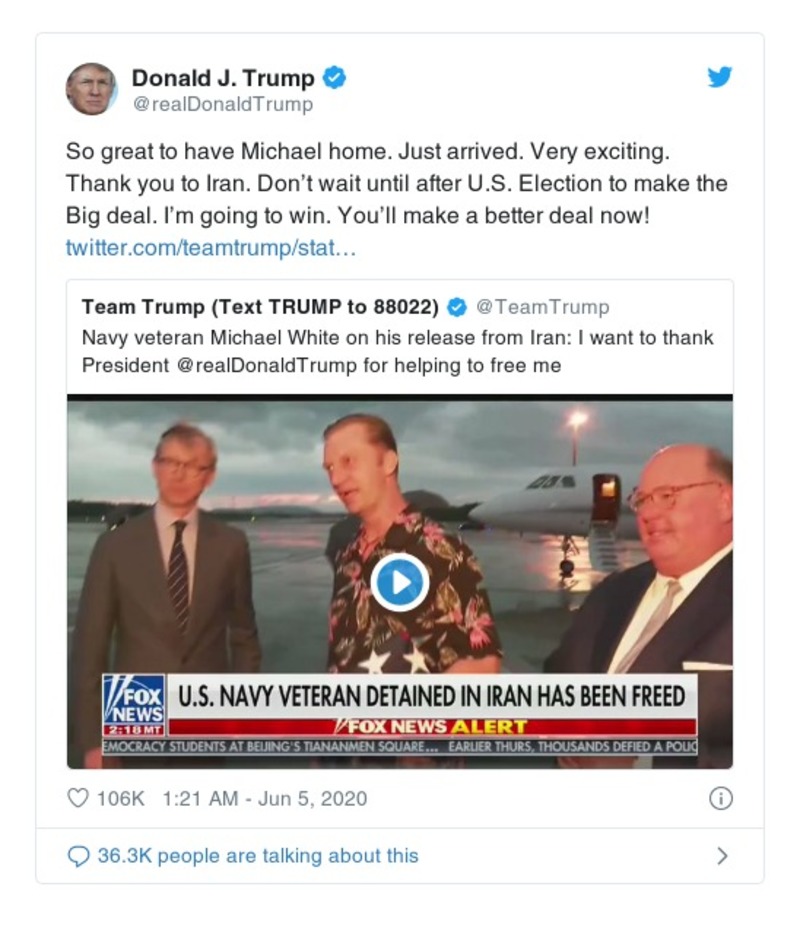 Donald J. Trump
@realDonaldTrump
So great to have Michael home. Just arrived. Very exciting.
Thank you to Iran. Don’t wait until after U.S. Election to make the
Big deal. I’m going to win. You’ll make a better deal now!
twitter.com/teamtrump/stat…
Team Trump (Text TRUMP to 88022) @TeamTrump
Navy veteran Michael White on his release from Iran: I want to thank
President @realDonaldTrump for helping to free me
FOX
NEWS
2:18 MT
U.S. NAVY VETERAN DETAINED IN IRAN HAS BEEN FREED
FOX NEWS ALERT
EMOCRACY STUDENTS AT BEIJING'S TIANANMEN SQUARE... EARLIER THURS, THOUSANDS DEFIED A POLIC
106K 1:21 AM - Jun 5, 2020
36.3K people are talking about this